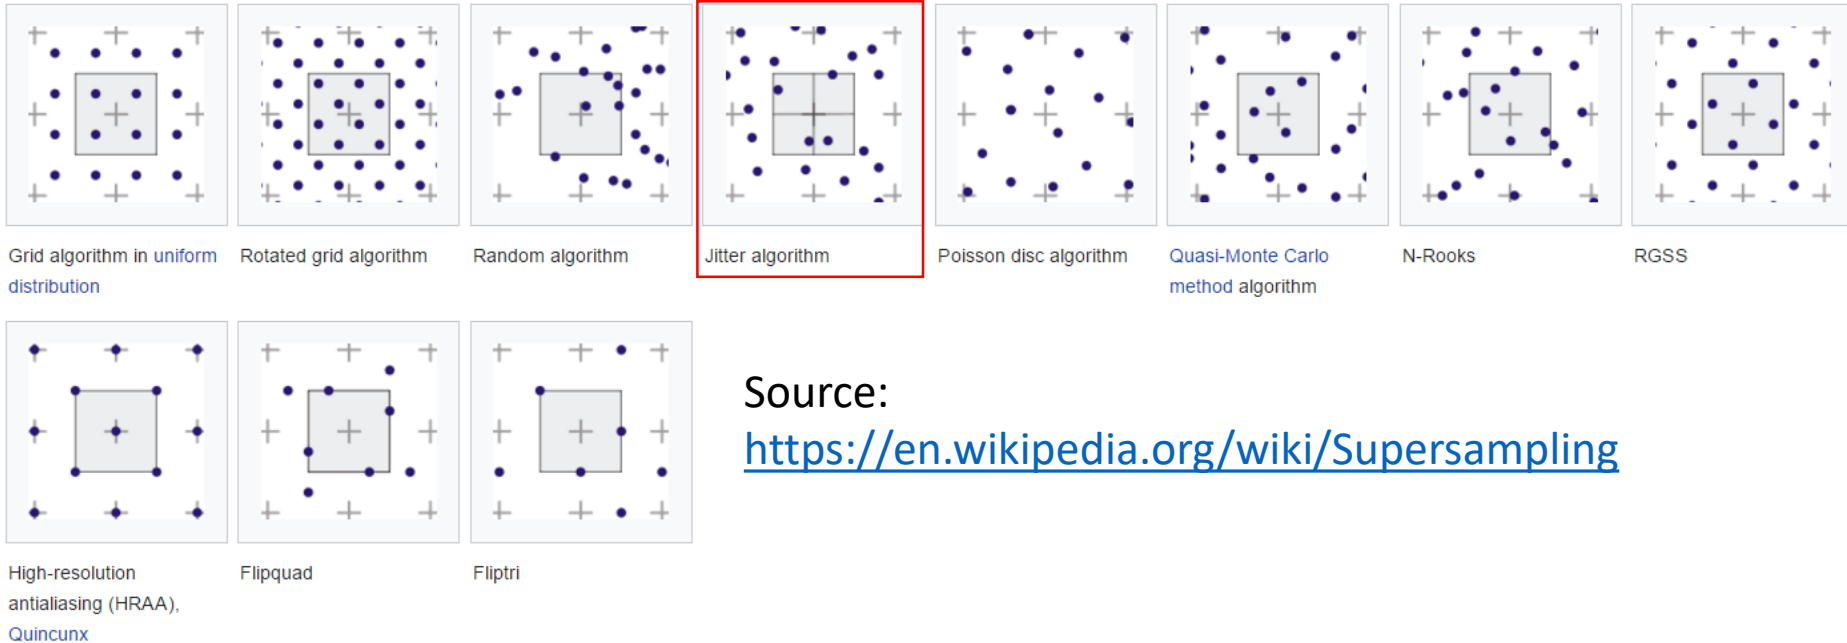 Grid algorithm in uniform
distribution
Rotated grid algorithm
Random algorithm
Jitter algorithm
Poisson disc algorithm
Quasi-Monte Carlo
method algorithm
N-Rooks
RGSS
High-resolution
antialiasing (HRAA),
Quincunx
Flipquad
Fliptri
Source:
https://en.wikipedia.org/wiki/Supersampling